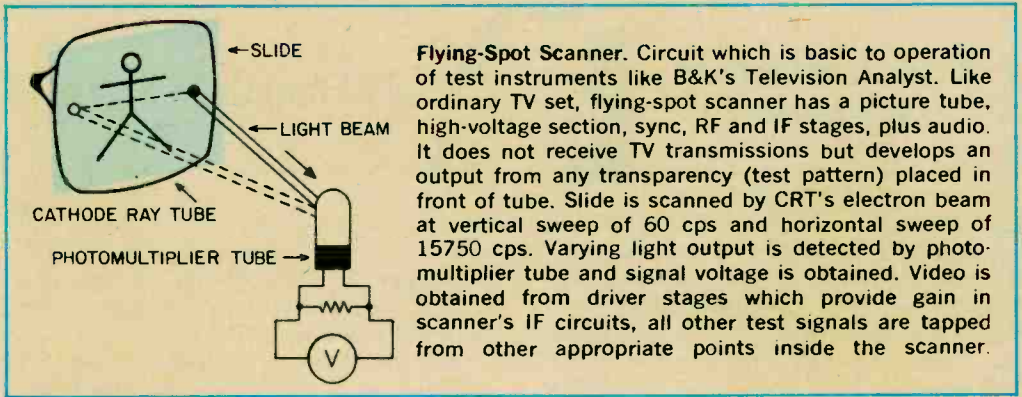 SLIDE
LIGHT BEAM
CATHODE RAY TUBE
PHOTOMULTIPLIER TUBE
V
Flying-Spot Scanner. Circuit which is basic to operation
of test instruments like B&K's Television Analyst. Like
ordinary TV set, flying-spot scanner has a picture tube,
high-voltage section, sync, RF and IF stages, plus audio.
It does not receive TV transmissions but develops an
output from any transparency (test pattern) placed in
front of tube. Slide is scanned by CRT's electron beam
at vertical sweep of 60 cps and horizontal sweep of
15750 cps. Varying light output is detected by photo-
multiplier tube and signal voltage is obtained. Video is
obtained from driver stages which provide gain in
scanner's IF circuits, all other test signals are tapped
from other appropriate points inside the scanner.